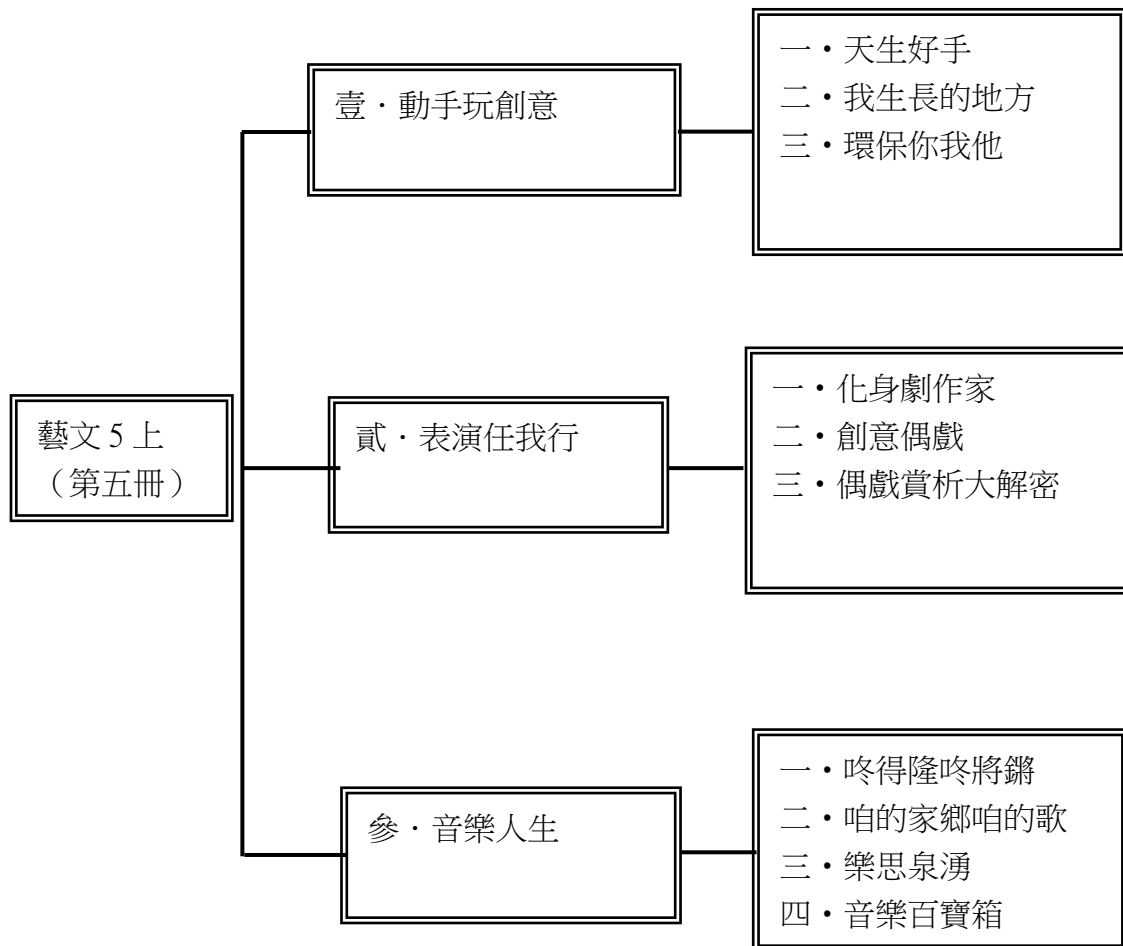 藝文 5 上
（第五冊）
壹．動手玩創意
一‧天生好手
二‧我生長的地方
三‧環保你我他
貳．表演任我行
一‧化身劇作家
二‧創意偶戲
三‧偶戲賞析大解密
參．音樂人生
一‧咚得隆咚將鏘
二‧咱的家鄉咱的歌
三‧樂思泉湧
四‧音樂百寶箱